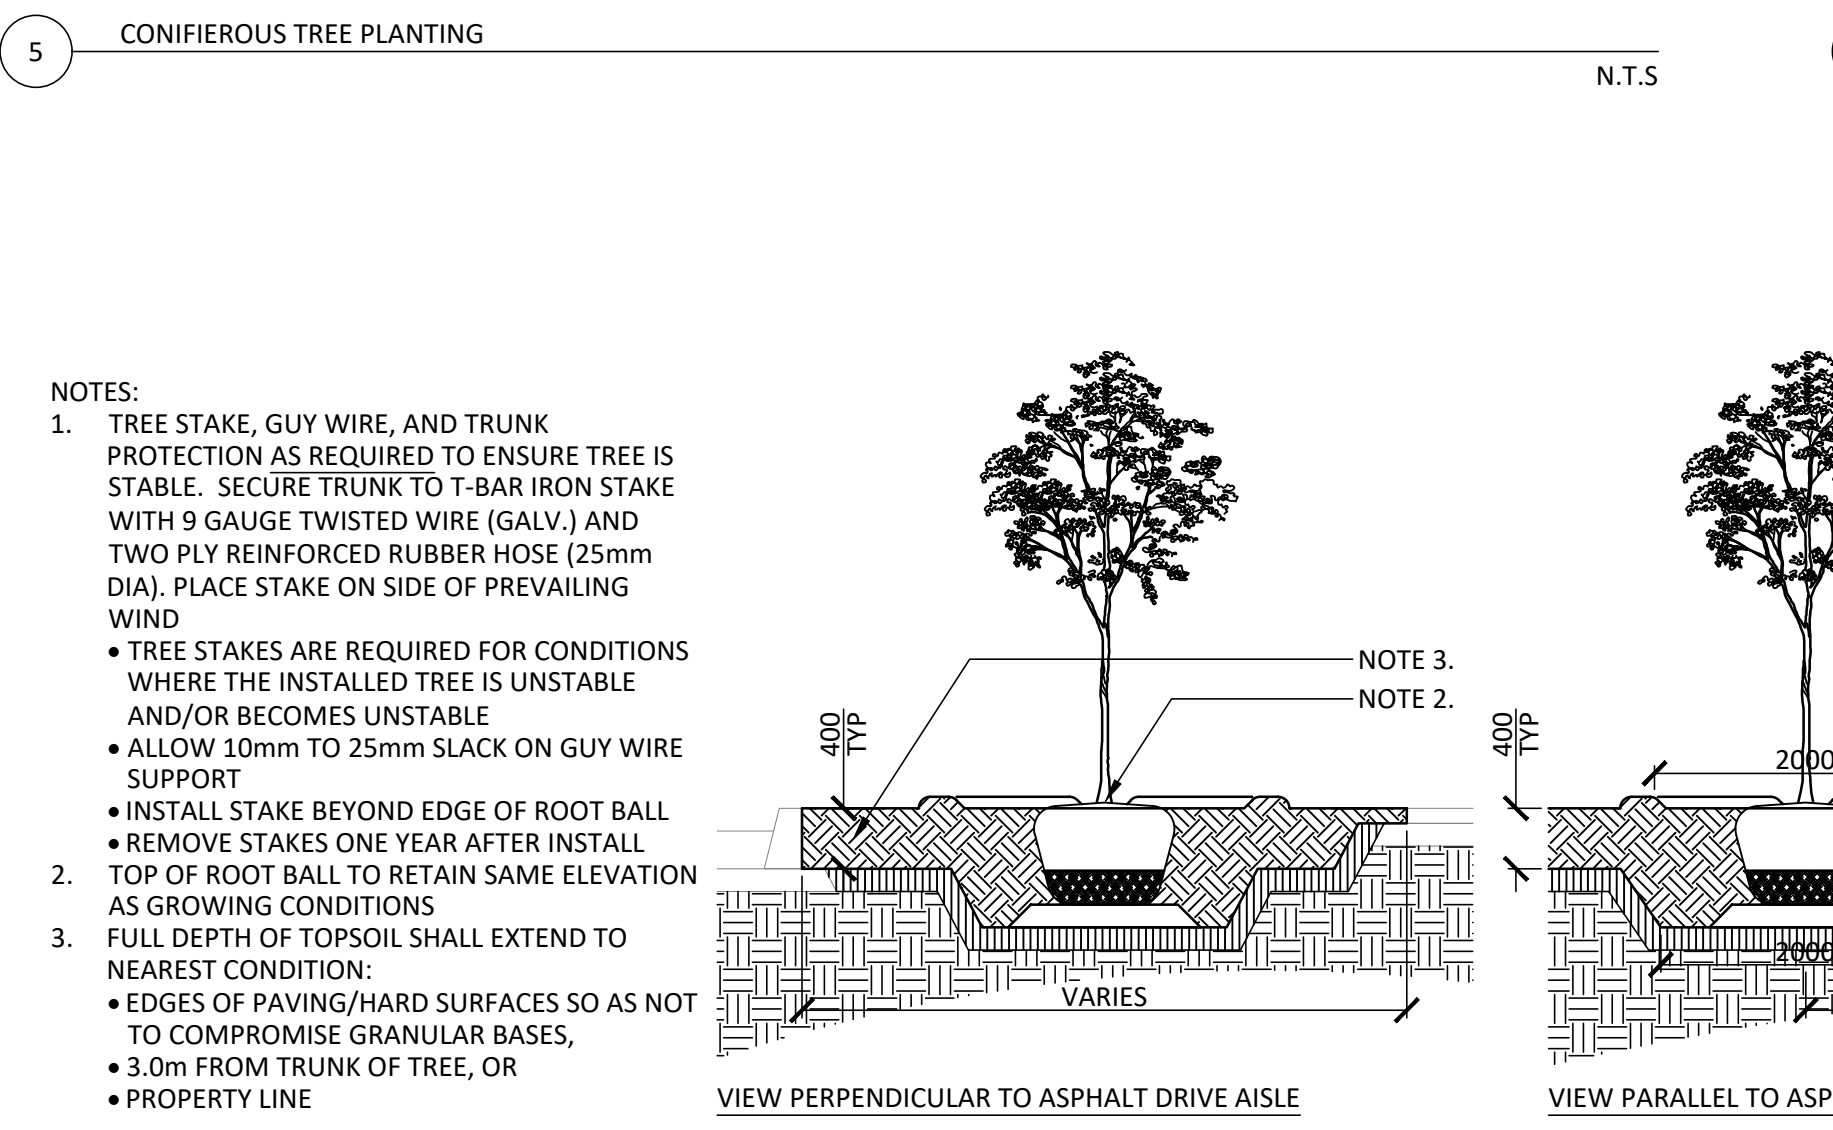 5
CONIFIEROUS TREE PLANTING
N.T.S
NOTES:
1. TREE STAKE, GUY WIRE, AND TRUNK
PROTECTION AS REQUIRED TO ENSURE TREE IS
STABLE. SECURE TRUNK TO T-BAR IRON STAKE
WITH 9 GAUGE TWISTED WIRE (GALV.) AND
TWO PLY REINFORCED RUBBER HOSE (25mm
DIA). PLACE STAKE ON SIDE OF PREVAILING
WIND
• TREE STAKES ARE REQUIRED FOR CONDITIONS
WHERE THE INSTALLED TREE IS UNSTABLE
AND/OR BECOMES UNSTABLE
• ALLOW 10mm TO 25mm SLACK ON GUY WIRE
SUPPORT
• INSTALL STAKE BEYOND EDGE OF ROOT BALL
• REMOVE STAKES ONE YEAR AFTER INSTALL
2. TOP OF ROOT BALL TO RETAIN SAME ELEVATION
AS GROWING CONDITIONS
3. FULL DEPTH OF TOPSOIL SHALL EXTEND TO
NEAREST CONDITION:
• EDGES OF PAVING/HARD SURFACES SO AS NOT
TO COMPROMISE GRANULAR BASES,
• 3.0m FROM TRUNK OF TREE, OR
• PROPERTY LINE
NOTE 3.
NOTE 2.
400
TYP
VARIES
VIEW PERPENDICULAR TO ASPHALT DRIVE AISLE
400
TYP
2000
2000
VIEW PARALLEL TO ASP